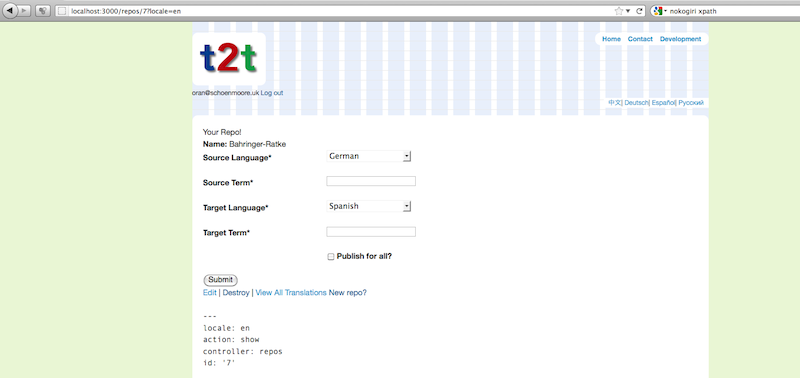 localhost:3000/repos/7?locale=en
nokogiri xpath
Home Contact Development
t2t
oran@schoenmoore.uk Log out
中文| Deutsch| Español| Русский
Your Repo!
Name: Bahringer-Ratke
Source Language* German
Source Term*
Target Language* Spanish
Target Term*
Publish for all?
Submit
Edit | Destroy | View All Translations New repo?
---
locale: en
action: show
controller: repos
id: '7'